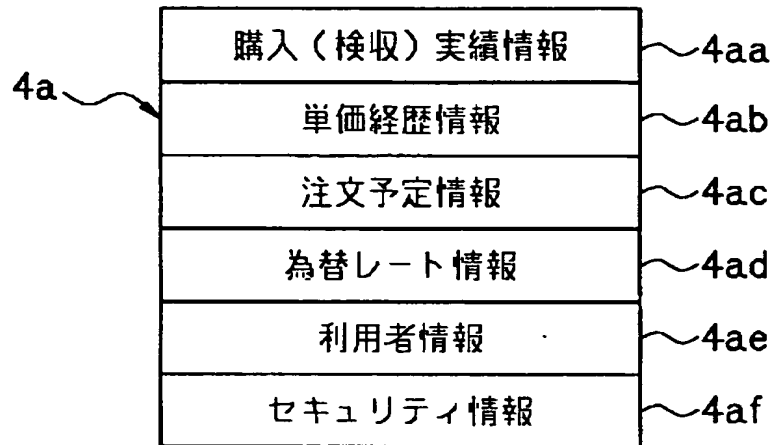 購入(検収)実績情報 4aa
4a
単価経歴情報 4ab
注文予定情報 4ac
為替レート情報 4ad
利用者情報 4ae
セキュリティ情報 4af